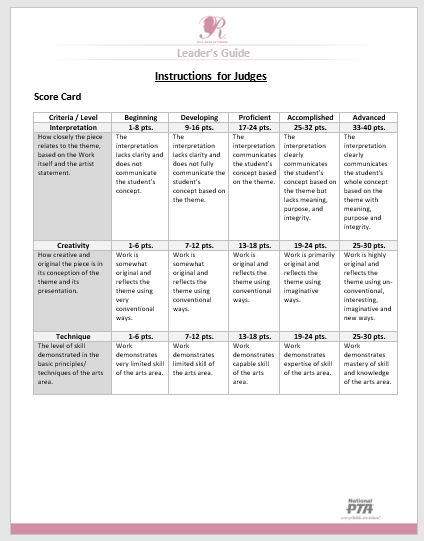 Leader's Guide
Instructions for Judges
Score Card
Criteria / Level Beginning Developing Proficient Accomplished Advanced
Interpretation 1-8 pts. 9-16 pts. 17-24 pts. 25-32 pts. 33-40 pts.
How closely the piece
relates to the theme,
based on the Work
itself and the artist
statement.
The
interpretation
lacks clarity and
does not
communicate
the student's
concept.
The
interpretation
lacks clarity and
does not fully
communicate the
student's
concept based on
the theme.
The
interpretation
communicates
the student's
concept based
on the theme.
The
interpretation
clearly
communicates
the student's
concept based on
the theme but
lacks meaning,
purpose, and
integrity.
The
interpretation
clearly
communicates
the student's
whole concept
based on the
theme with
meaning,
purpose and
integrity.
Creativity 1-6 pts. 7-12 pts. 13-18 pts. 19-24 pts. 25-30 pts.
How creative and
original the piece is in
its conception of the
theme and its
presentation.
Work is
somewhat
original and
reflects the
theme using
very
conventional
ways.
Work is
somewhat
original and
reflects the
theme using
conventional
ways.
Work is
original and
reflects the
theme using
conventional
ways.
Work is primarily
original and
reflects the
theme using
imaginative
ways.
Work is highly
original and
reflects the
theme using un-
conventional,
interesting,
imaginative and
new ways.
Technique 1-6 pts. 7-12 pts. 13-18 pts. 19-24 pts. 25-30 pts.
The level of skill
demonstrated in the
basic principles/
techniques of the arts
area.
Work
demonstrates
very limited skill
of the arts area.
Work
demonstrates
limited skill of
the arts area.
Work
demonstrates
capable skill
of the arts
area.
Work
demonstrates
expertise of skill
of the arts area.
Work
demonstrates
mastery of skill
and knowledge
of the arts area.
National
PTA